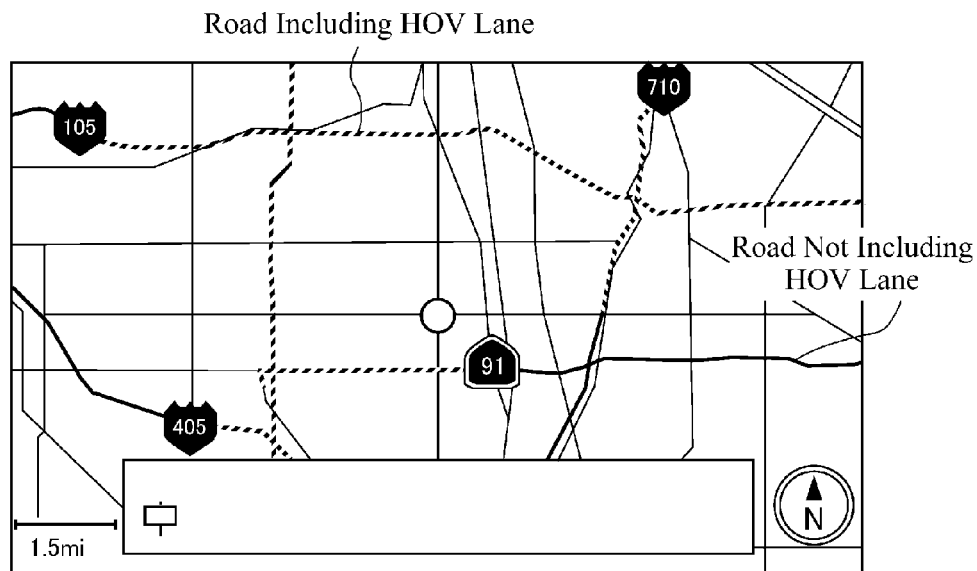 Road Including HOV Lane
710
105
Road Not Including
HOV Lane
91
405
N
1.5mi